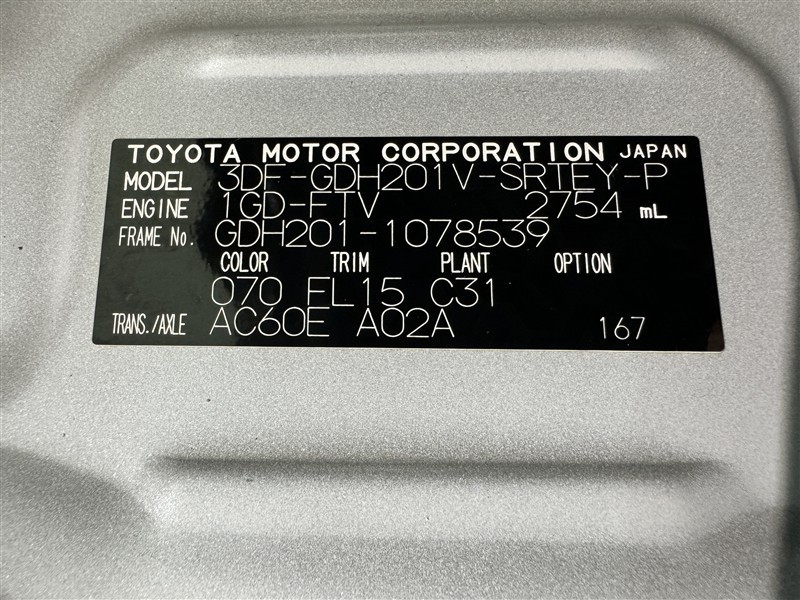 TOYOTA MOTOR CORPORATION JAPAN
MODEL 3DF-GDH201V-SRTEY-P
ENGINE 1GD-FTV 2754 mL
FRAME No. GDH201-1078539
COLOR TRIM PLANT OPTION
070 FL15 C31
TRANS./AXLE AC60E A02A 167